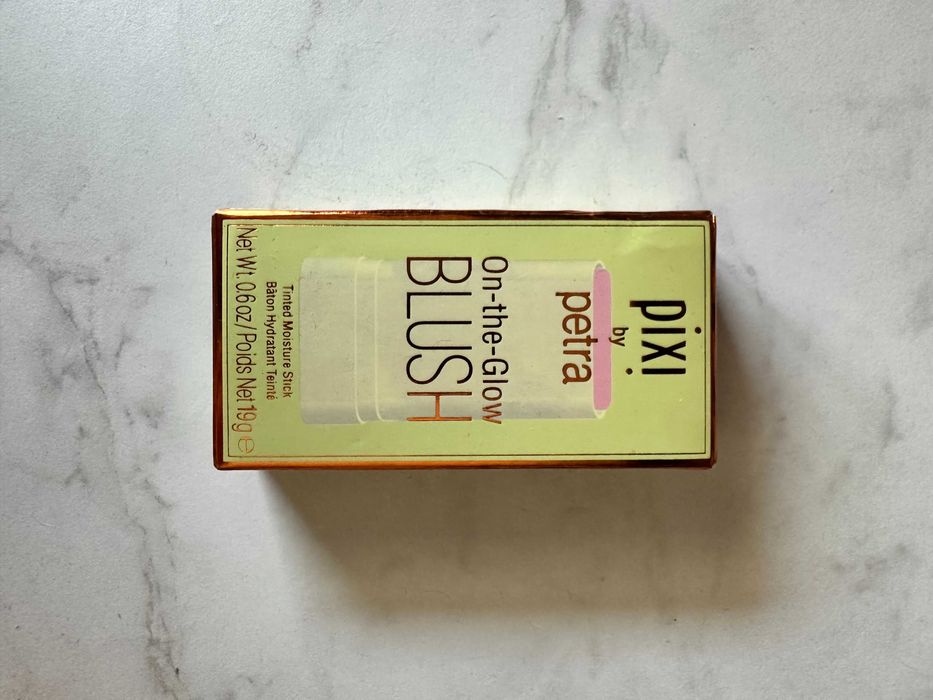 pixi
by
petra
On-the-Glow
BLUSH
Tinted Moisture Stick
Bâton Hydratant Teinté
Net Wt. 0.6oz/Poids Net 19g ℮